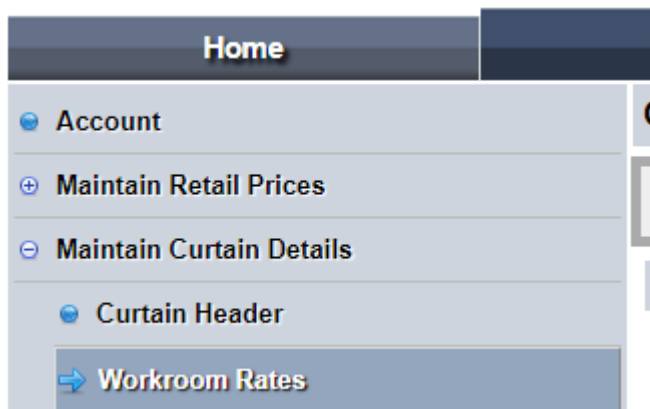 Home
Account
Maintain Retail Prices
Maintain Curtain Details
Curtain Header
Workroom Rates